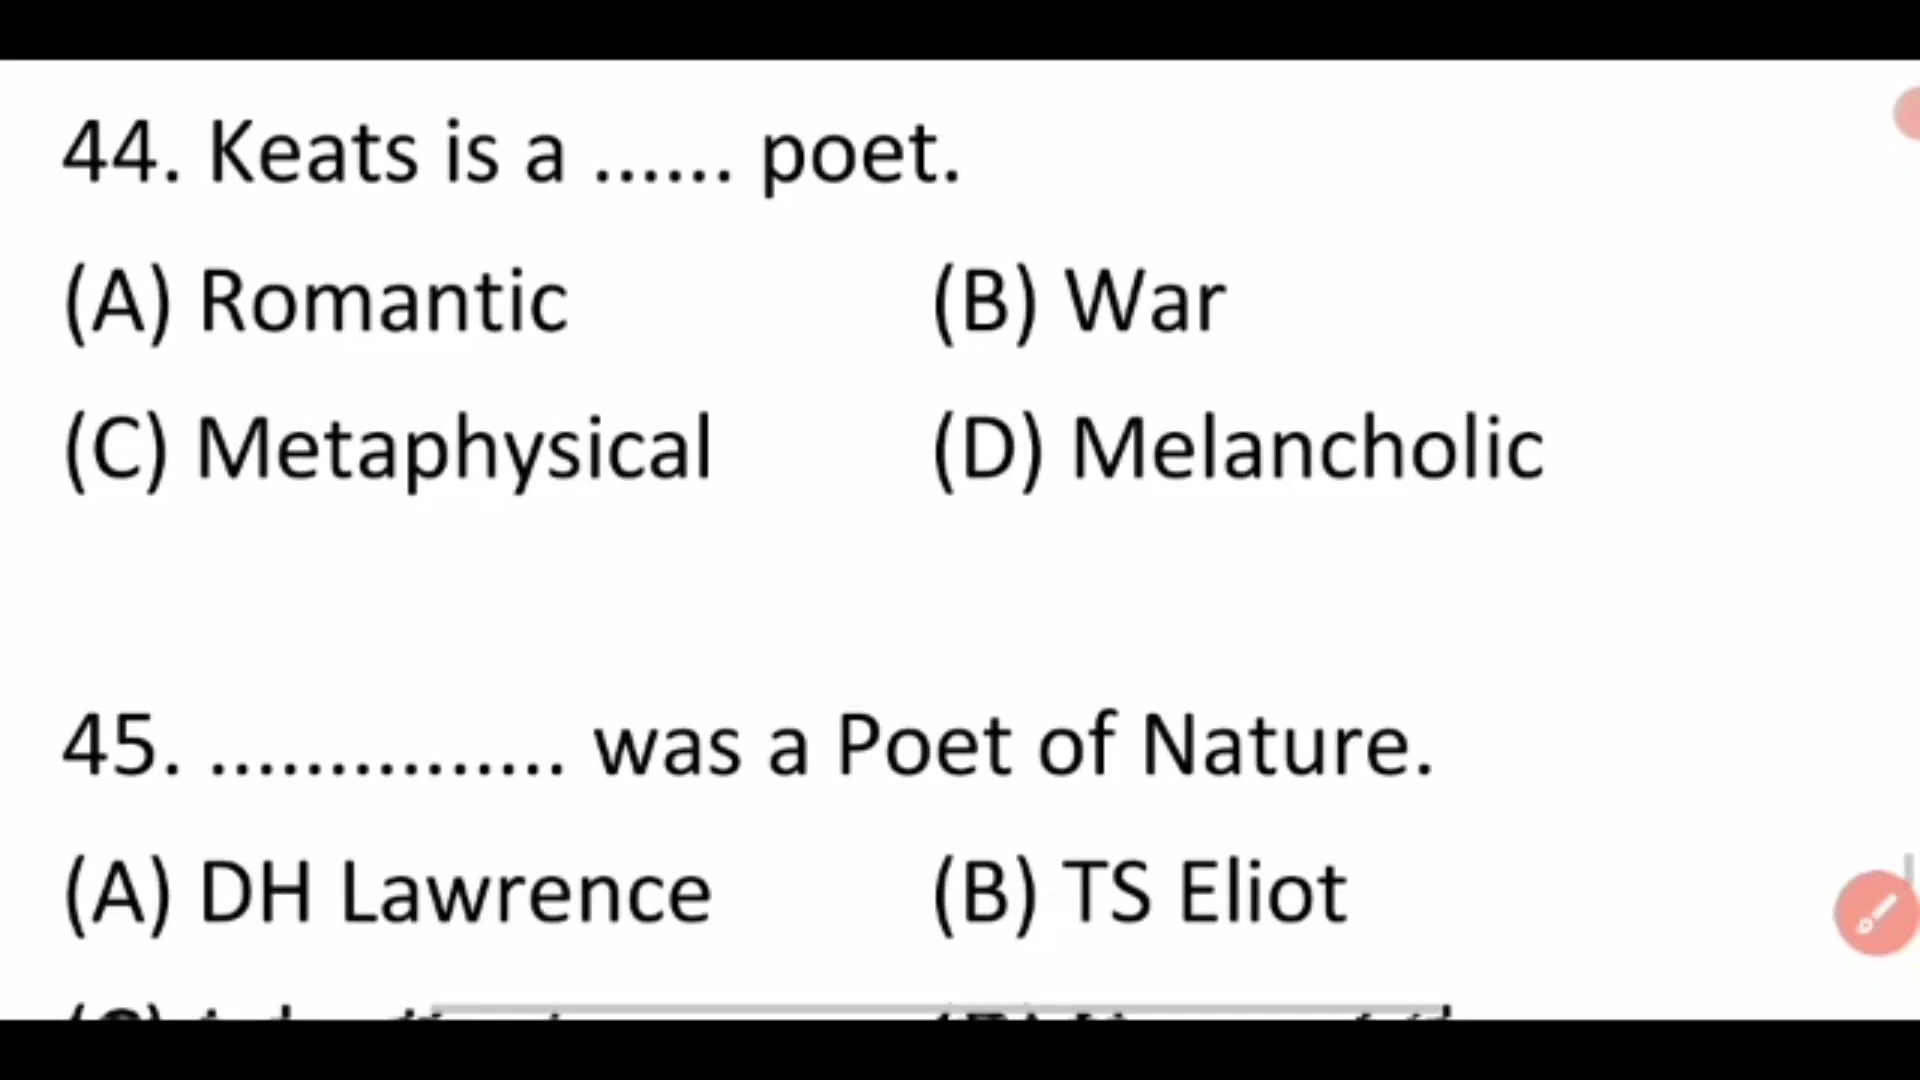 44. Keats is a ...... poet.
(A) Romantic (B) War
(C) Metaphysical (D) Melancholic
45. ............... was a Poet of Nature.
(A) DH Lawrence (B) TS Eliot